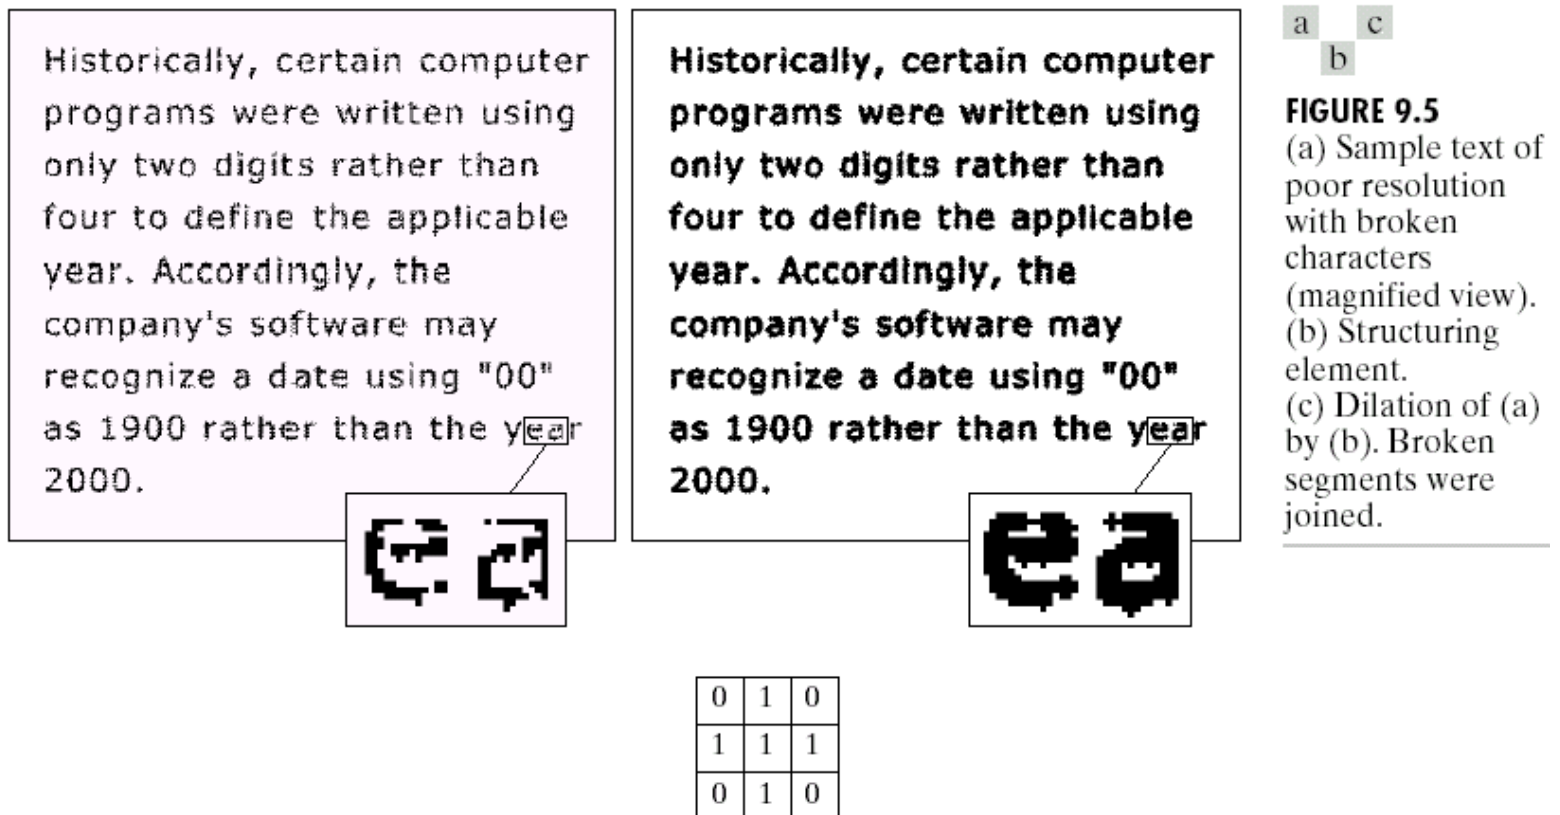 Historically, certain computer
programs were written using
only two digits rather than
four to define the applicable
year. Accordingly, the
company's software may
recognize a date using "00"
as 1900 rather than the year
2000.
e a
Historically, certain computer
programs were written using
only two digits rather than
four to define the applicable
year. Accordingly, the
company's software may
recognize a date using "00"
as 1900 rather than the year
2000.
e a
a c
b
FIGURE 9.5
(a) Sample text of
poor resolution
with broken
characters
(magnified view).
(b) Structuring
element.
(c) Dilation of (a)
by (b). Broken
segments were
joined.
0 1 0
1 1 1
0 1 0